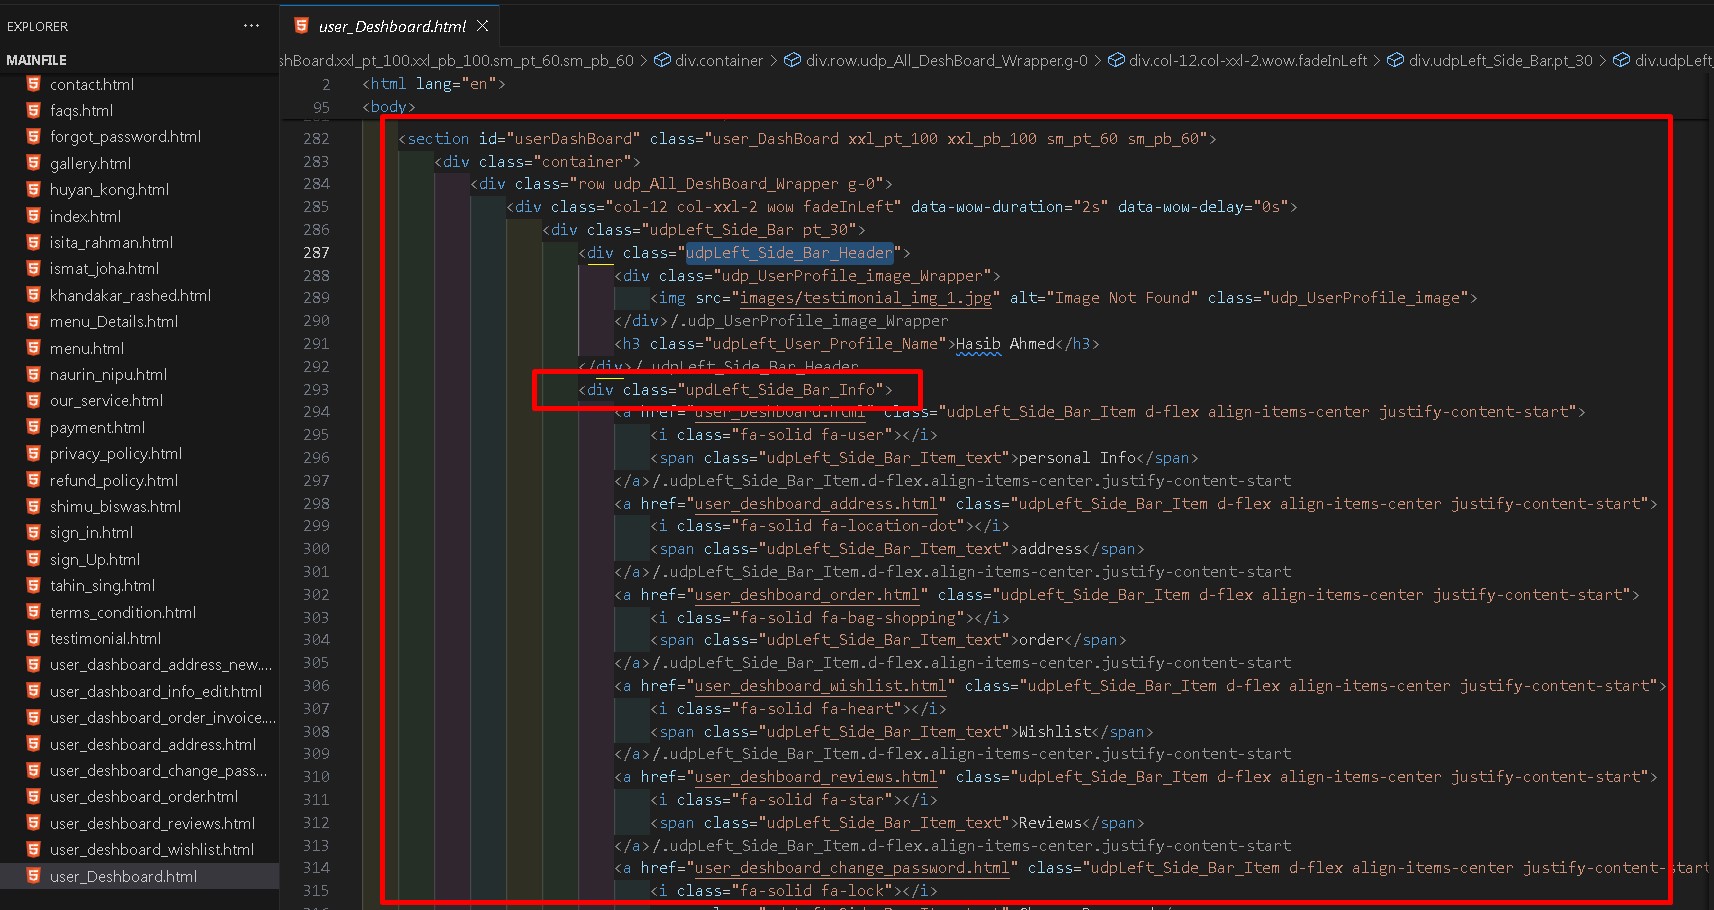 EXPLORER
...
MAINFILE
contact.html
faqs.html
forgot_password.html
gallery.html
huyan_kong.html
index.html
isita_rahman.html
ismat_joha.html
khandakar_rashed.html
menu_Details.html
menu.html
naurin_nipu.html
our_service.html
payment.html
privacy_policy.html
refund_policy.html
shimu_biswas.html
sign_in.html
sign_Up.html
tahin_sing.html
terms_condition.html
testimonial.html
user_dashboard_address_new....
user_dashboard_info_edit.html
user_dashboard_order_invoice....
user_deshboard_address.html
user_deshboard_change_pass...
user_deshboard_order.html
user_deshboard_reviews.html
user_deshboard_wishlist.html
user_Deshboard.html
user_Deshboard.html
shBoard.xxl_pt_100.xxl_pb_100.sm_pt_60.sm_pb_60 > div.container > div.row.udp_All_DeshBoard_Wrapper.g-0 > div.col-12.col-xxl-2.wow.fadeInLeft > div.udpLeft_Side_Bar.pt_30 > div.udpLeft
2 <html lang="en">
95 <body>
282 <section id="userDashBoard" class="user_DashBoard xxl_pt_100 xxl_pb_100 sm_pt_60 sm_pb_60">
283 <div class="container">
284 <div class="row udp_All_DeshBoard_Wrapper g-0">
285 <div class="col-12 col-xxl-2 wow fadeInLeft" data-wow-duration="2s" data-wow-delay="0s">
286 <div class="udpLeft_Side_Bar pt_30">
287 <div class="udpLeft_Side_Bar_Header">
288 <div class="udp_UserProfile_image_Wrapper">
289 <img src="images/testimonial_img_1.jpg" alt="Image Not Found" class="udp_UserProfile_image">
290 </div>/.udp_UserProfile_image_Wrapper
291 <h3 class="udpLeft_User_Profile_Name">Hasib Ahmed</h3>
292 </div>/.udpLeft_Side_Bar_Header
293 <div class="updLeft_Side_Bar_Info">
294 <a href="user_Deshboard.html" class="udpLeft_Side_Bar_Item d-flex align-items-center justify-content-start">
295 <i class="fa-solid fa-user"></i>
296 <span class="udpLeft_Side_Bar_Item_text">personal Info</span>
297 </a>/.udpLeft_Side_Bar_Item.d-flex.align-items-center.justify-content-start
298 <a href="user_deshboard_address.html" class="udpLeft_Side_Bar_Item d-flex align-items-center justify-content-start">
299 <i class="fa-solid fa-location-dot"></i>
300 <span class="udpLeft_Side_Bar_Item_text">address</span>
301 </a>/.udpLeft_Side_Bar_Item.d-flex.align-items-center.justify-content-start
302 <a href="user_deshboard_order.html" class="udpLeft_Side_Bar_Item d-flex align-items-center justify-content-start">
303 <i class="fa-solid fa-bag-shopping"></i>
304 <span class="udpLeft_Side_Bar_Item_text">order</span>
305 </a>/.udpLeft_Side_Bar_Item.d-flex.align-items-center.justify-content-start
306 <a href="user_deshboard_wishlist.html" class="udpLeft_Side_Bar_Item d-flex align-items-center justify-content-start">
307 <i class="fa-solid fa-heart"></i>
308 <span class="udpLeft_Side_Bar_Item_text">Wishlist</span>
309 </a>/.udpLeft_Side_Bar_Item.d-flex.align-items-center.justify-content-start
310 <a href="user_deshboard_reviews.html" class="udpLeft_Side_Bar_Item d-flex align-items-center justify-content-start">
311 <i class="fa-solid fa-star"></i>
312 <span class="udpLeft_Side_Bar_Item_text">Reviews</span>
313 </a>/.udpLeft_Side_Bar_Item.d-flex.align-items-center.justify-content-start
314 <a href="user_deshboard_change_password.html" class="udpLeft_Side_Bar_Item d-flex align-items-center justify-content-start
315 <i class="fa-solid fa-lock"></i>